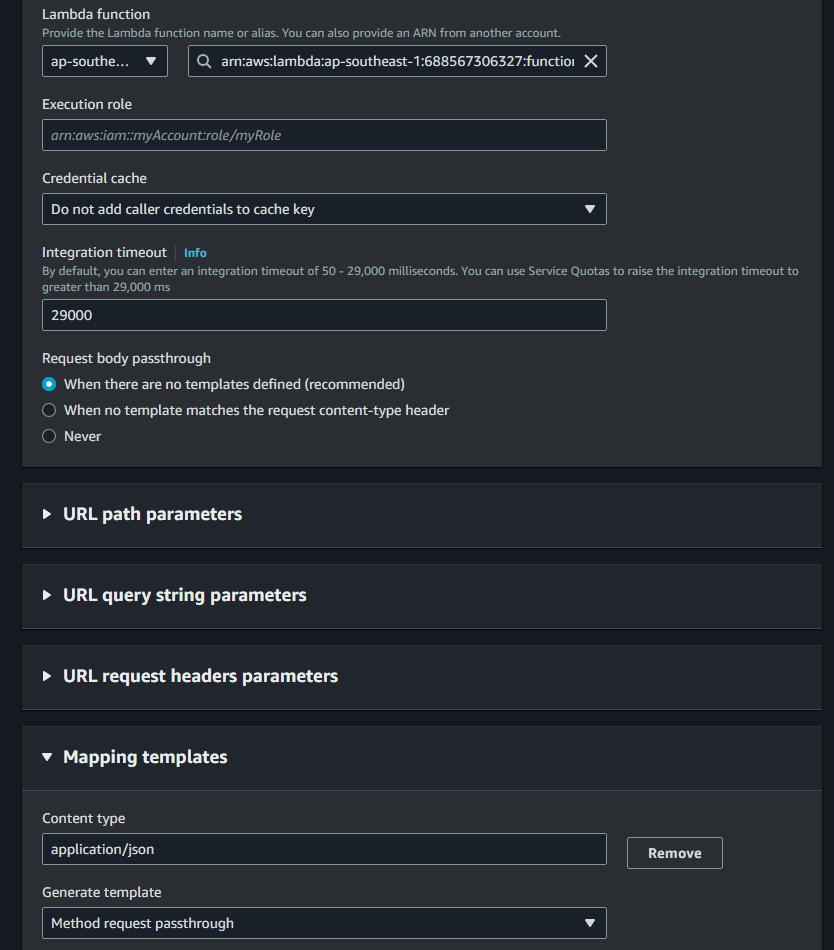 Lambda function
Provide the Lambda function name or alias. You can also provide an ARN from another account.
ap-southe...
arn:aws:lambda:ap-southeast-1:688567306327:function
Execution role
arn:aws:iam::myAccount:role/myRole
Credential cache
Do not add caller credentials to cache key
Integration timeout Info
By default, you can enter an integration timeout of 50 - 29,000 milliseconds. You can use Service Quotas to raise the integration timeout to
greater than 29,000 ms
29000
Request body passthrough
When there are no templates defined (recommended)
When no template matches the request content-type header
Never
URL path parameters
URL query string parameters
URL request headers parameters
Mapping templates
Content type
application/json
Remove
Generate template
Method request passthrough